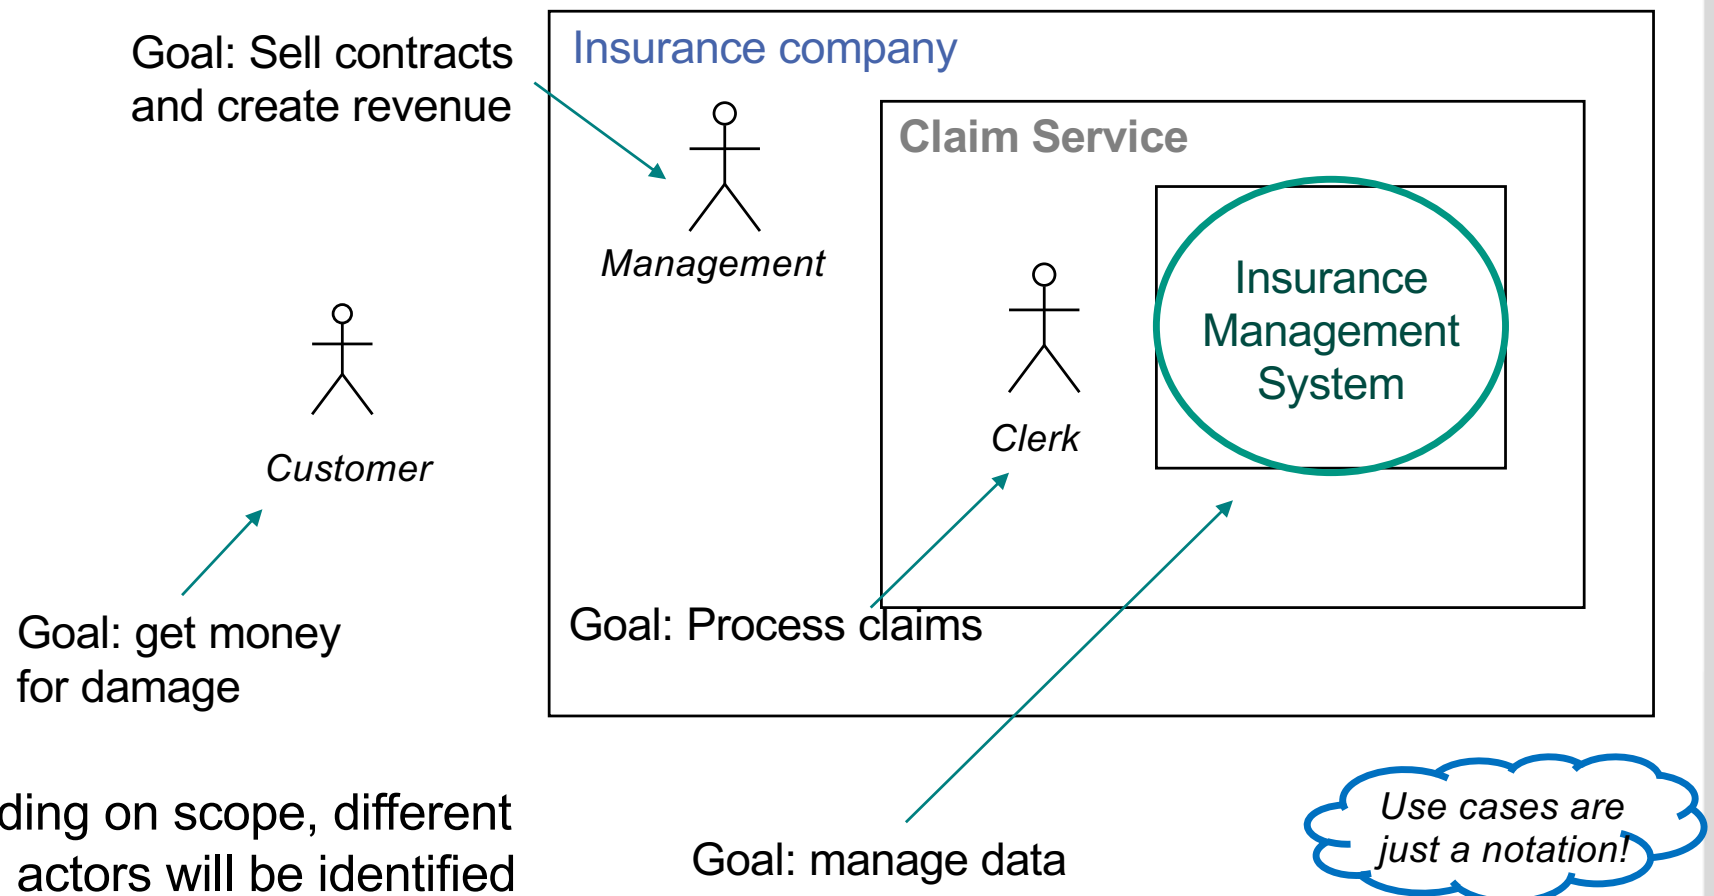 Goal: Sell contracts
and create revenue
Insurance company
Claim Service
Management
Insurance
Management
System
Clerk
Customer
Goal: get money
for damage
Goal: Process claims
ding on scope, different
actors will be identified
Goal: manage data
Use cases are
just a notation!